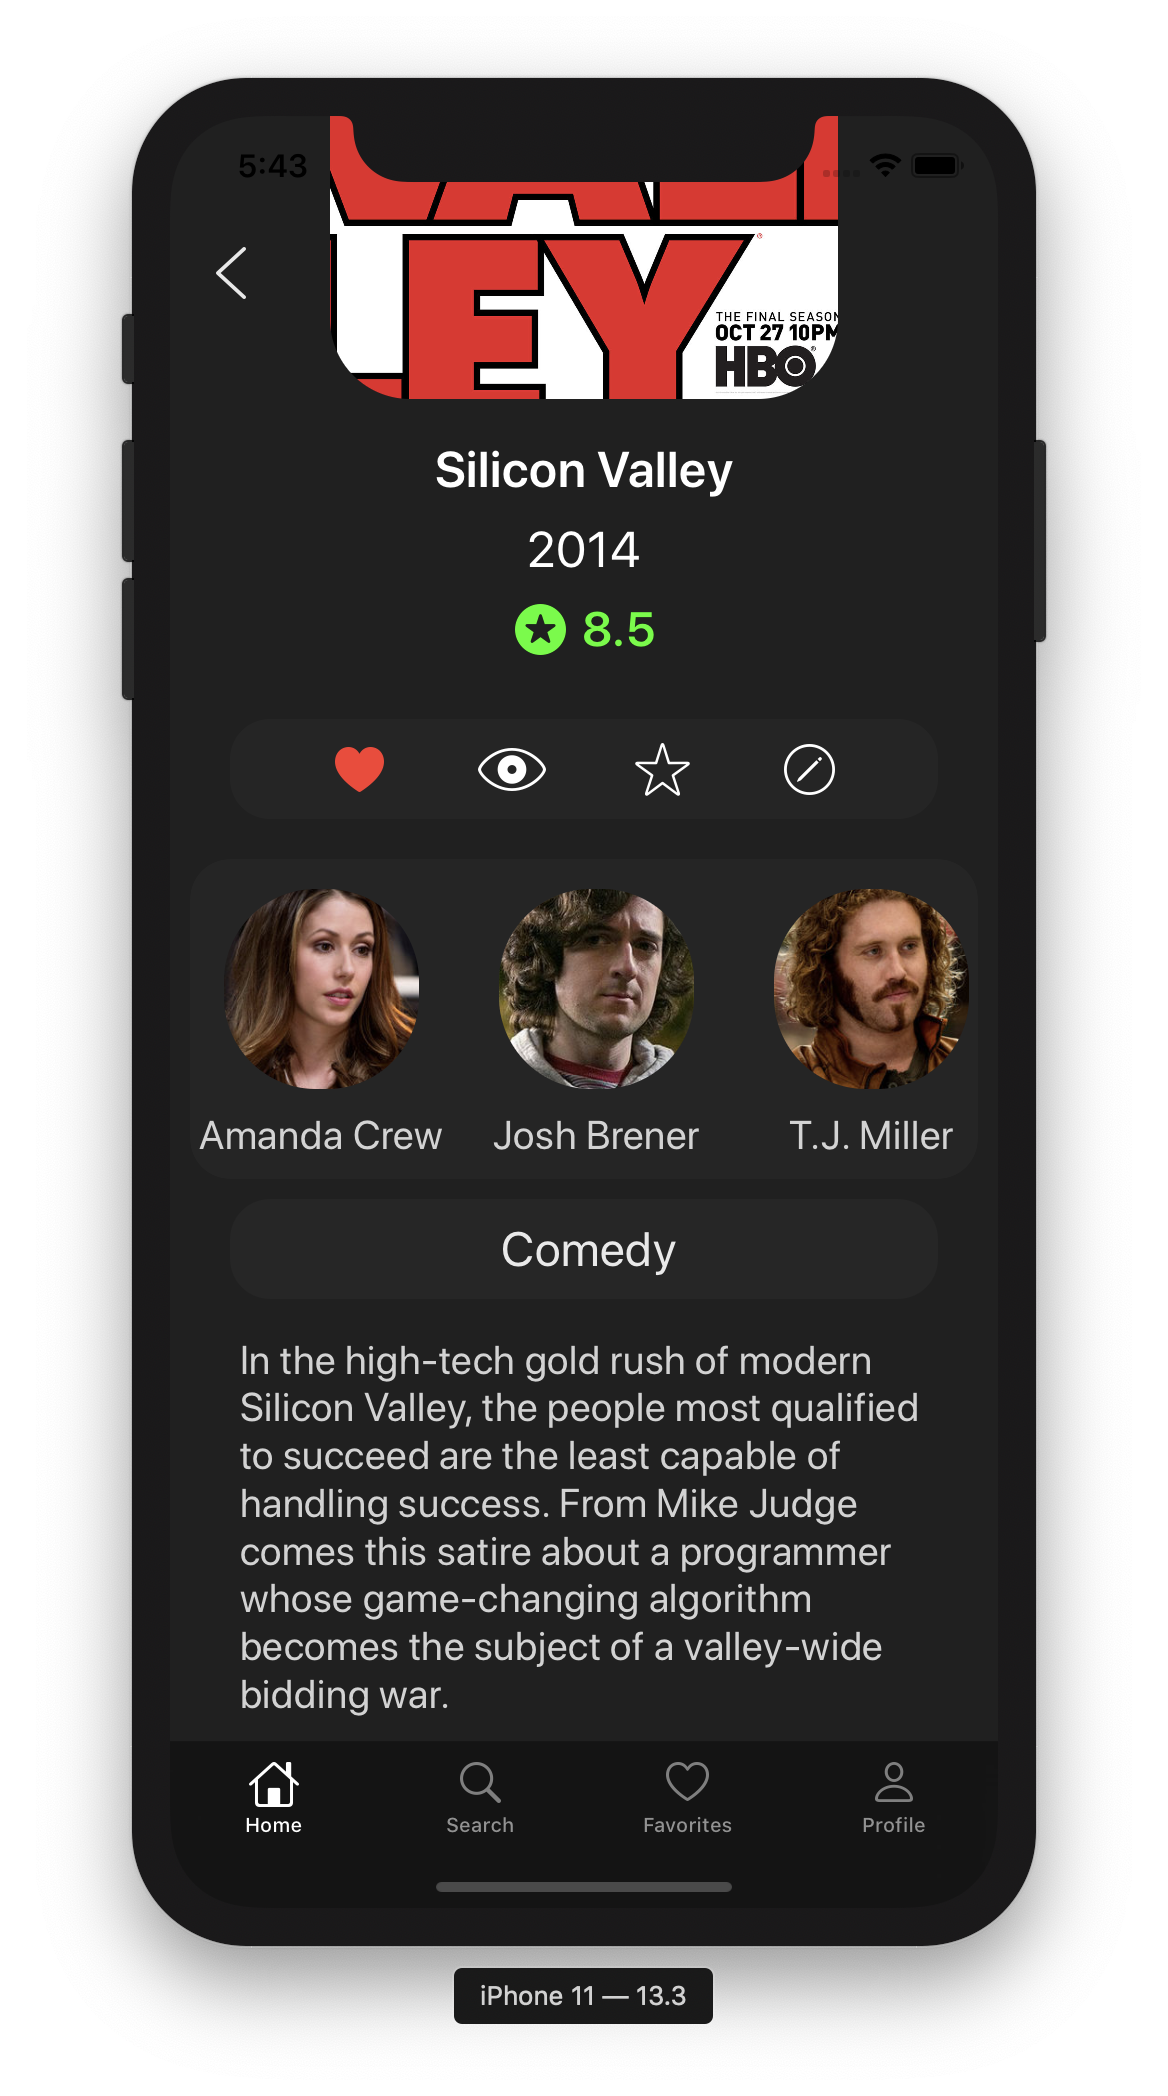 5:43
VALL
LEY
THE FINAL SEASON
OCT 27 10PM
HBO
Silicon Valley
2014
8.5
Amanda Crew
Josh Brener
T.J. Miller
Comedy
In the high-tech gold rush of modern
Silicon Valley, the people most qualified
to succeed are the least capable of
handling success. From Mike Judge
comes this satire about a programmer
whose game-changing algorithm
becomes the subject of a valley-wide
bidding war.
Home
Search
Favorites
Profile
iPhone 11 — 13.3